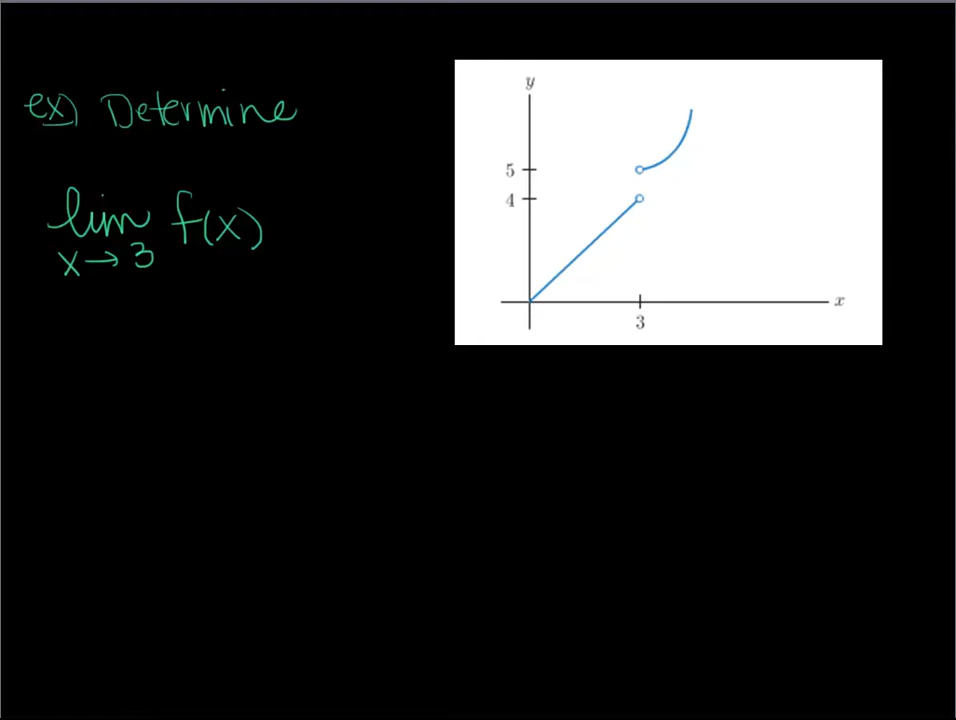 ex) Determine
lim f(x)
x → 3
y
5
4
x
3